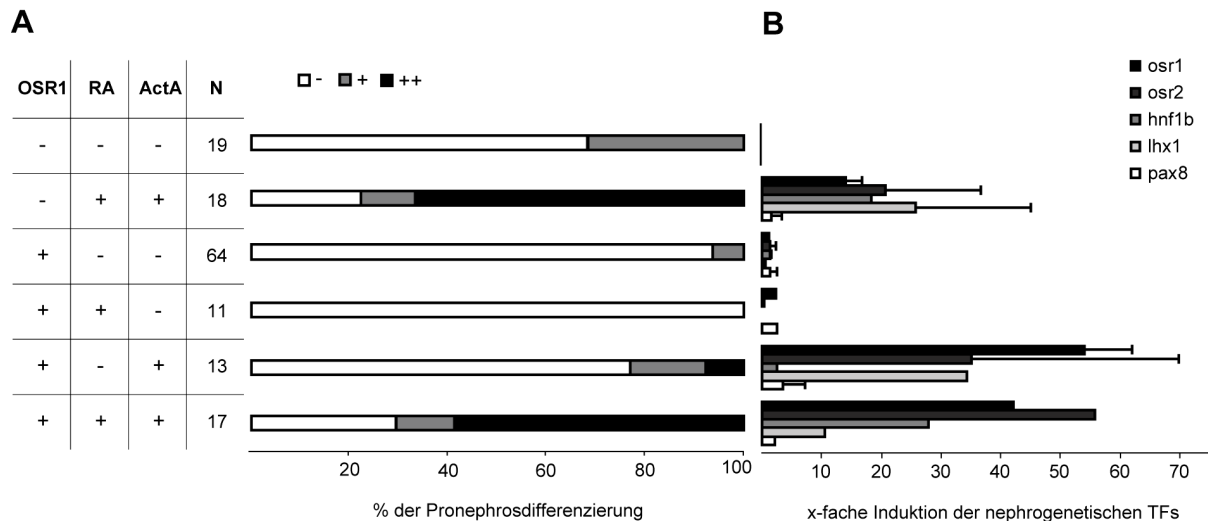 A
B
OSR1 RA ActA N
- + ++
osr1
osr2
hnf1b
lhx1
pax8
- - - 19
- + + 18
+ - - 64
+ + - 11
+ - + 13
+ + + 17
20 40 60 80 100
10 20 30 40 50 60 70
% der Pronephrosdifferenzierung
x-fache Induktion der nephrogenetischen TFs